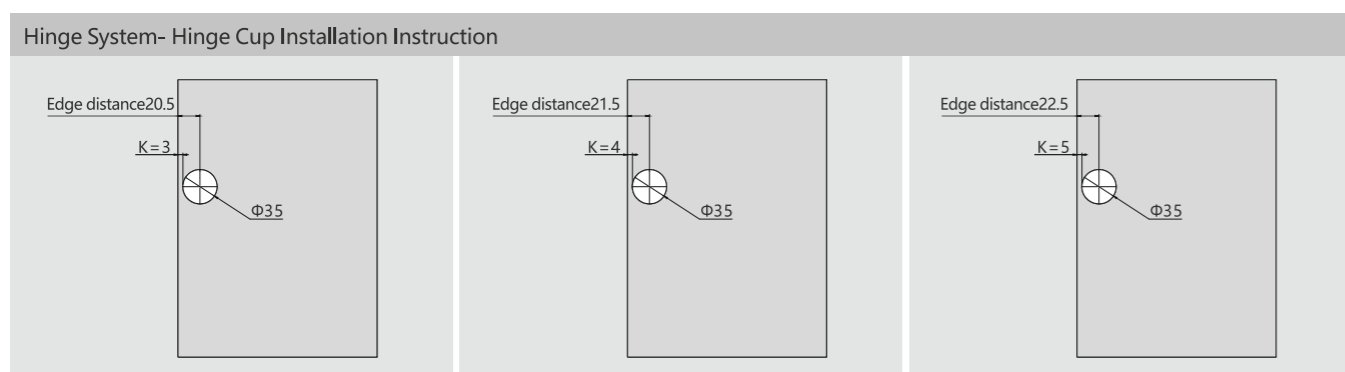 Hinge System- Hinge Cup Installation Instruction
Edge distance20.5
K=3
Φ35
Edge distance21.5
K=4
Φ35
Edge distance22.5
K=5
Φ35